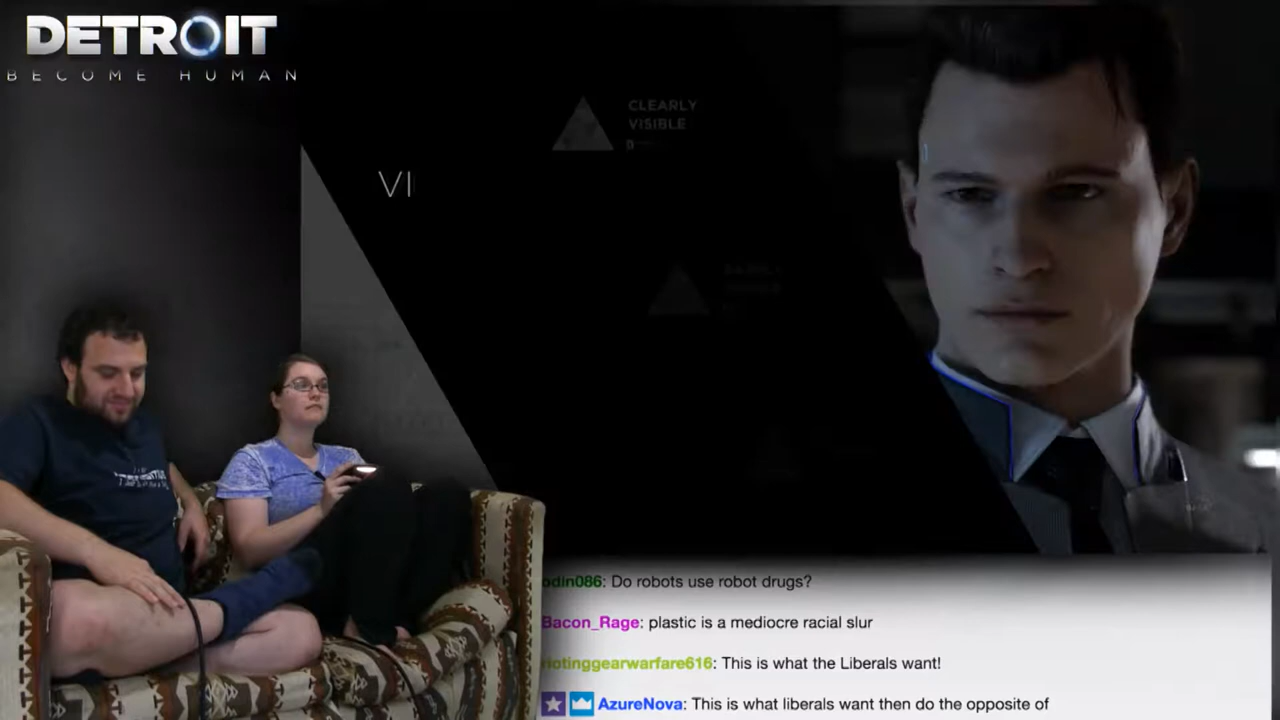 DETROIT
BECOME HUMAN
CLEARLY
VISIBLE
VI
odin086: Do robots use robot drugs?
Bacon_Rage: plastic is a mediocre racial slur
riotinggearwarfare616: This is what the Liberals want!
AzureNova: This is what liberals want then do the opposite of